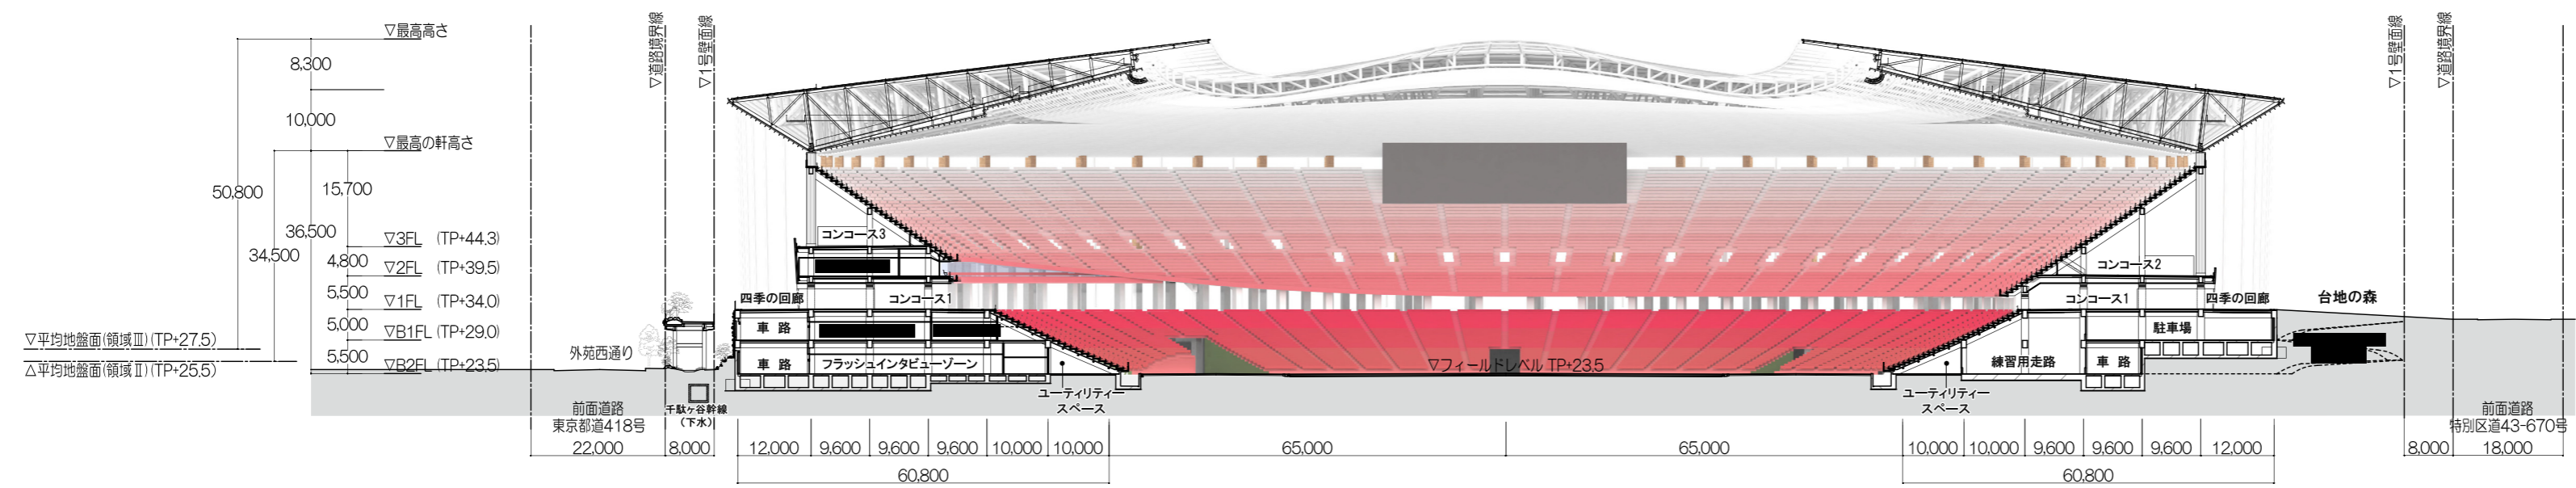 ▽最高高さ
8,300
10,000
▽最高の軒高さ
50,800
15,700
36,500
34,500
▽3FL (TP+44.3)
4,800
▽2FL (TP+39.5)
5,500
▽1FL (TP+34.0)
5,000
▽B1FL (TP+29.0)
5,500
▽B2FL (TP+23.5)
▽平均地盤面(領域Ⅲ)(TP+27.5)
△平均地盤面(領域Ⅱ)(TP+25.5)
▽道路境界線
▽1号壁面線
外苑西通り
前面道路
東京都道418号
千駄ヶ谷幹線
(下水)
コンコース3
四季の回廊
コンコース1
車 路
車 路
フラッシュインタビューゾーン
ユーティリティー
スペース
▽フィールドレベル TP+23.5
コンコース2
コンコース1
四季の回廊
台地の森
駐車場
練習用走路
車 路
ユーティリティー
スペース
▽1号壁面線
▽道路境界線
前面道路
特別区道43-670号
22,000
8,000
12,000
9,600
9,600
9,600
10,000
10,000
65,000
65,000
10,000
10,000
9,600
9,600
9,600
12,000
8,000
18,000
60,800
60,800